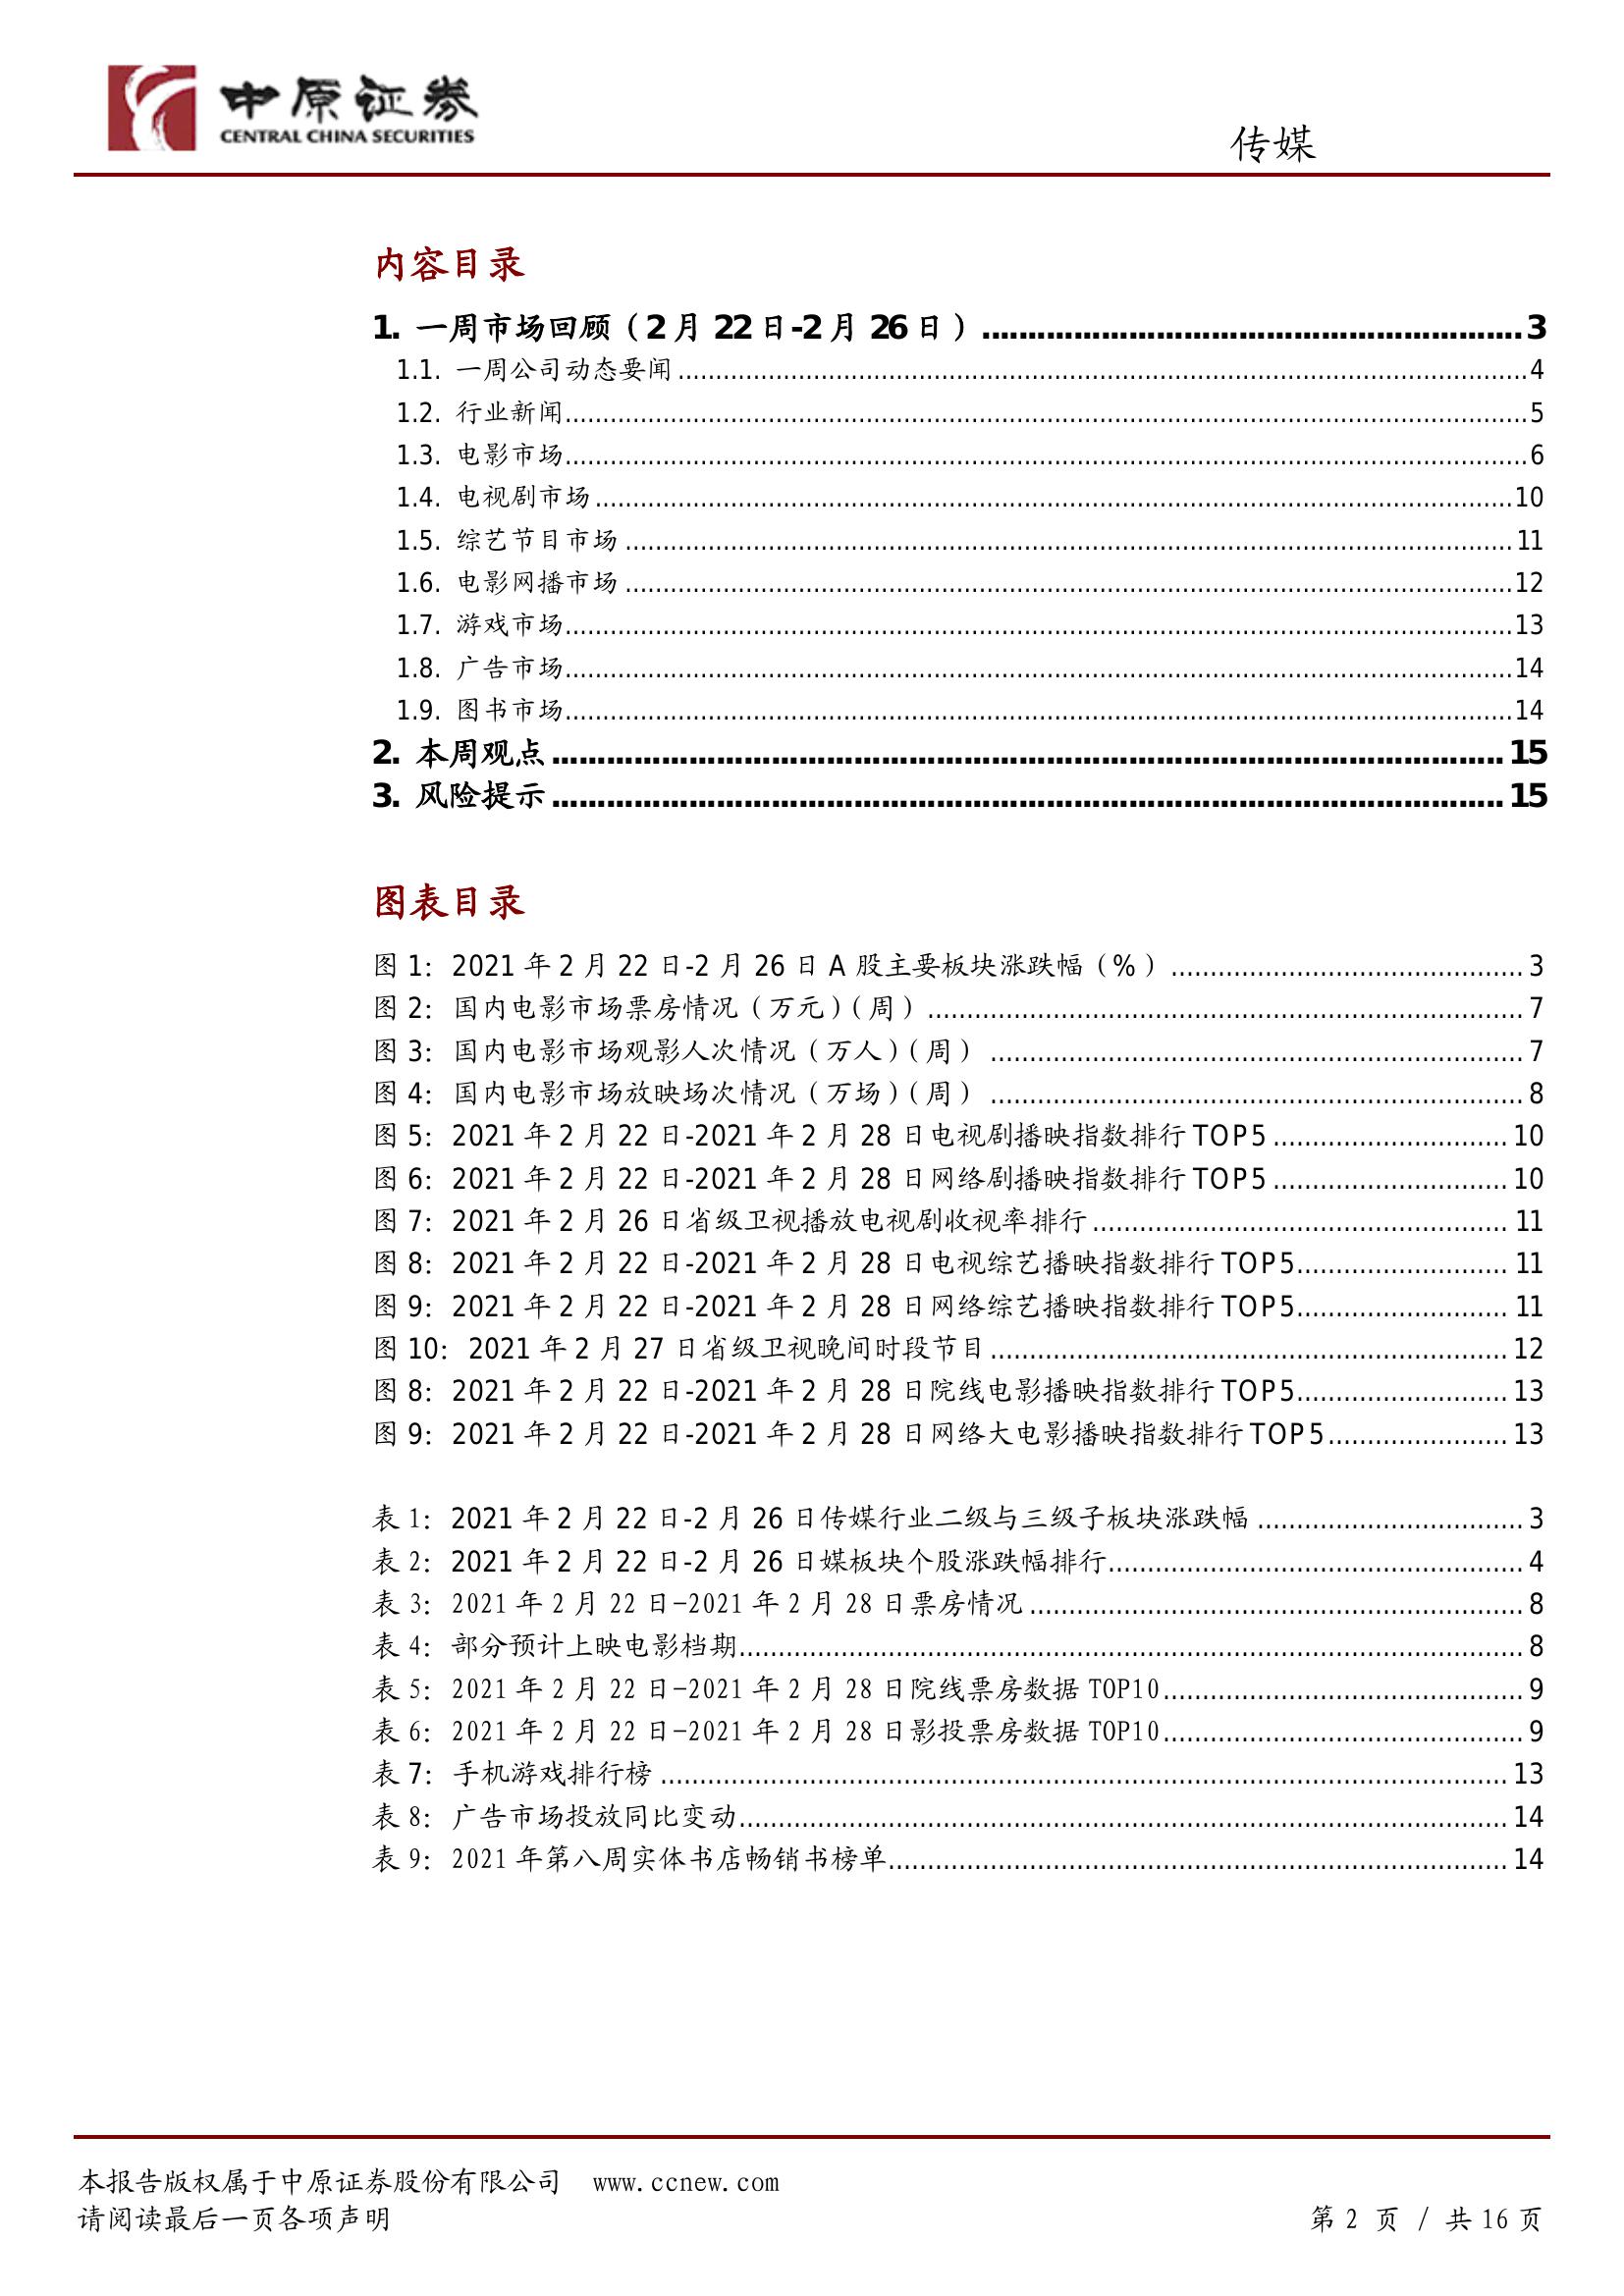 中原证券
CENTRAL CHINA SECURITIES
传媒
内容目录
1. 一周市场回顾（2 月 22 日-2 月 26 日）............................................................3
1.1. 一周公司动态要闻............................................................4
1.2. 行业新闻............................................................5
1.3. 电影市场............................................................6
1.4. 电视剧市场............................................................10
1.5. 综艺节目市场............................................................11
1.6. 电影网播市场............................................................12
1.7. 游戏市场............................................................13
1.8. 广告市场............................................................14
1.9. 图书市场............................................................14
2. 本周观点............................................................15
3. 风险提示............................................................15
图表目录
图 1：2021 年 2 月 22 日-2 月 26 日 A 股主要板块涨跌幅（%）............................................................3
图 2：国内电影市场票房情况（万元）（周）............................................................7
图 3：国内电影市场观影人次情况（万人）（周）............................................................7
图 4：国内电影市场放映场次情况（万场）（周）............................................................8
图 5：2021 年 2 月 22 日-2021 年 2 月 28 日电视剧播映指数排行 TOP5..............................10
图 6：2021 年 2 月 22 日-2021 年 2 月 28 日网络剧播映指数排行 TOP5..............................10
图 7：2021 年 2 月 26 日省级卫视播放电视剧收视率排行..............................11
图 8：2021 年 2 月 22 日-2021 年 2 月 28 日电视综艺播映指数排行 TOP5..............................11
图 9：2021 年 2 月 22 日-2021 年 2 月 28 日网络综艺播映指数排行 TOP5..............................11
图 10：2021 年 2 月 27 日省级卫视晚间时段节目..............................12
图 8：2021 年 2 月 22 日-2021 年 2 月 28 日院线电影播映指数排行 TOP5..............................13
图 9：2021 年 2 月 22 日-2021 年 2 月 28 日网络大电影播映指数排行 TOP5..............................13
表 1：2021 年 2 月 22 日-2 月 26 日传媒行业二级与三级子板块涨跌幅..............................3
表 2：2021 年 2 月 22 日-2 月 26 日媒板块个股涨跌幅排行..............................4
表 3：2021 年 2 月 22 日-2021 年 2 月 28 日票房情况..............................8
表 4：部分预计上映电影档期............................................................8
表 5：2021 年 2 月 22 日-2021 年 2 月 28 日院线票房数据 TOP10..............................9
表 6：2021 年 2 月 22 日-2021 年 2 月 28 日影投票房数据 TOP10..............................9
表 7：手机游戏排行榜............................................................13
表 8：广告市场投放同比变动............................................................14
表 9：2021 年第八周实体书店畅销书榜单............................................................14
本报告版权属于中原证券股份有限公司 www.ccnew.com
请阅读最后一页各项声明 第 2 页 / 共 16 页